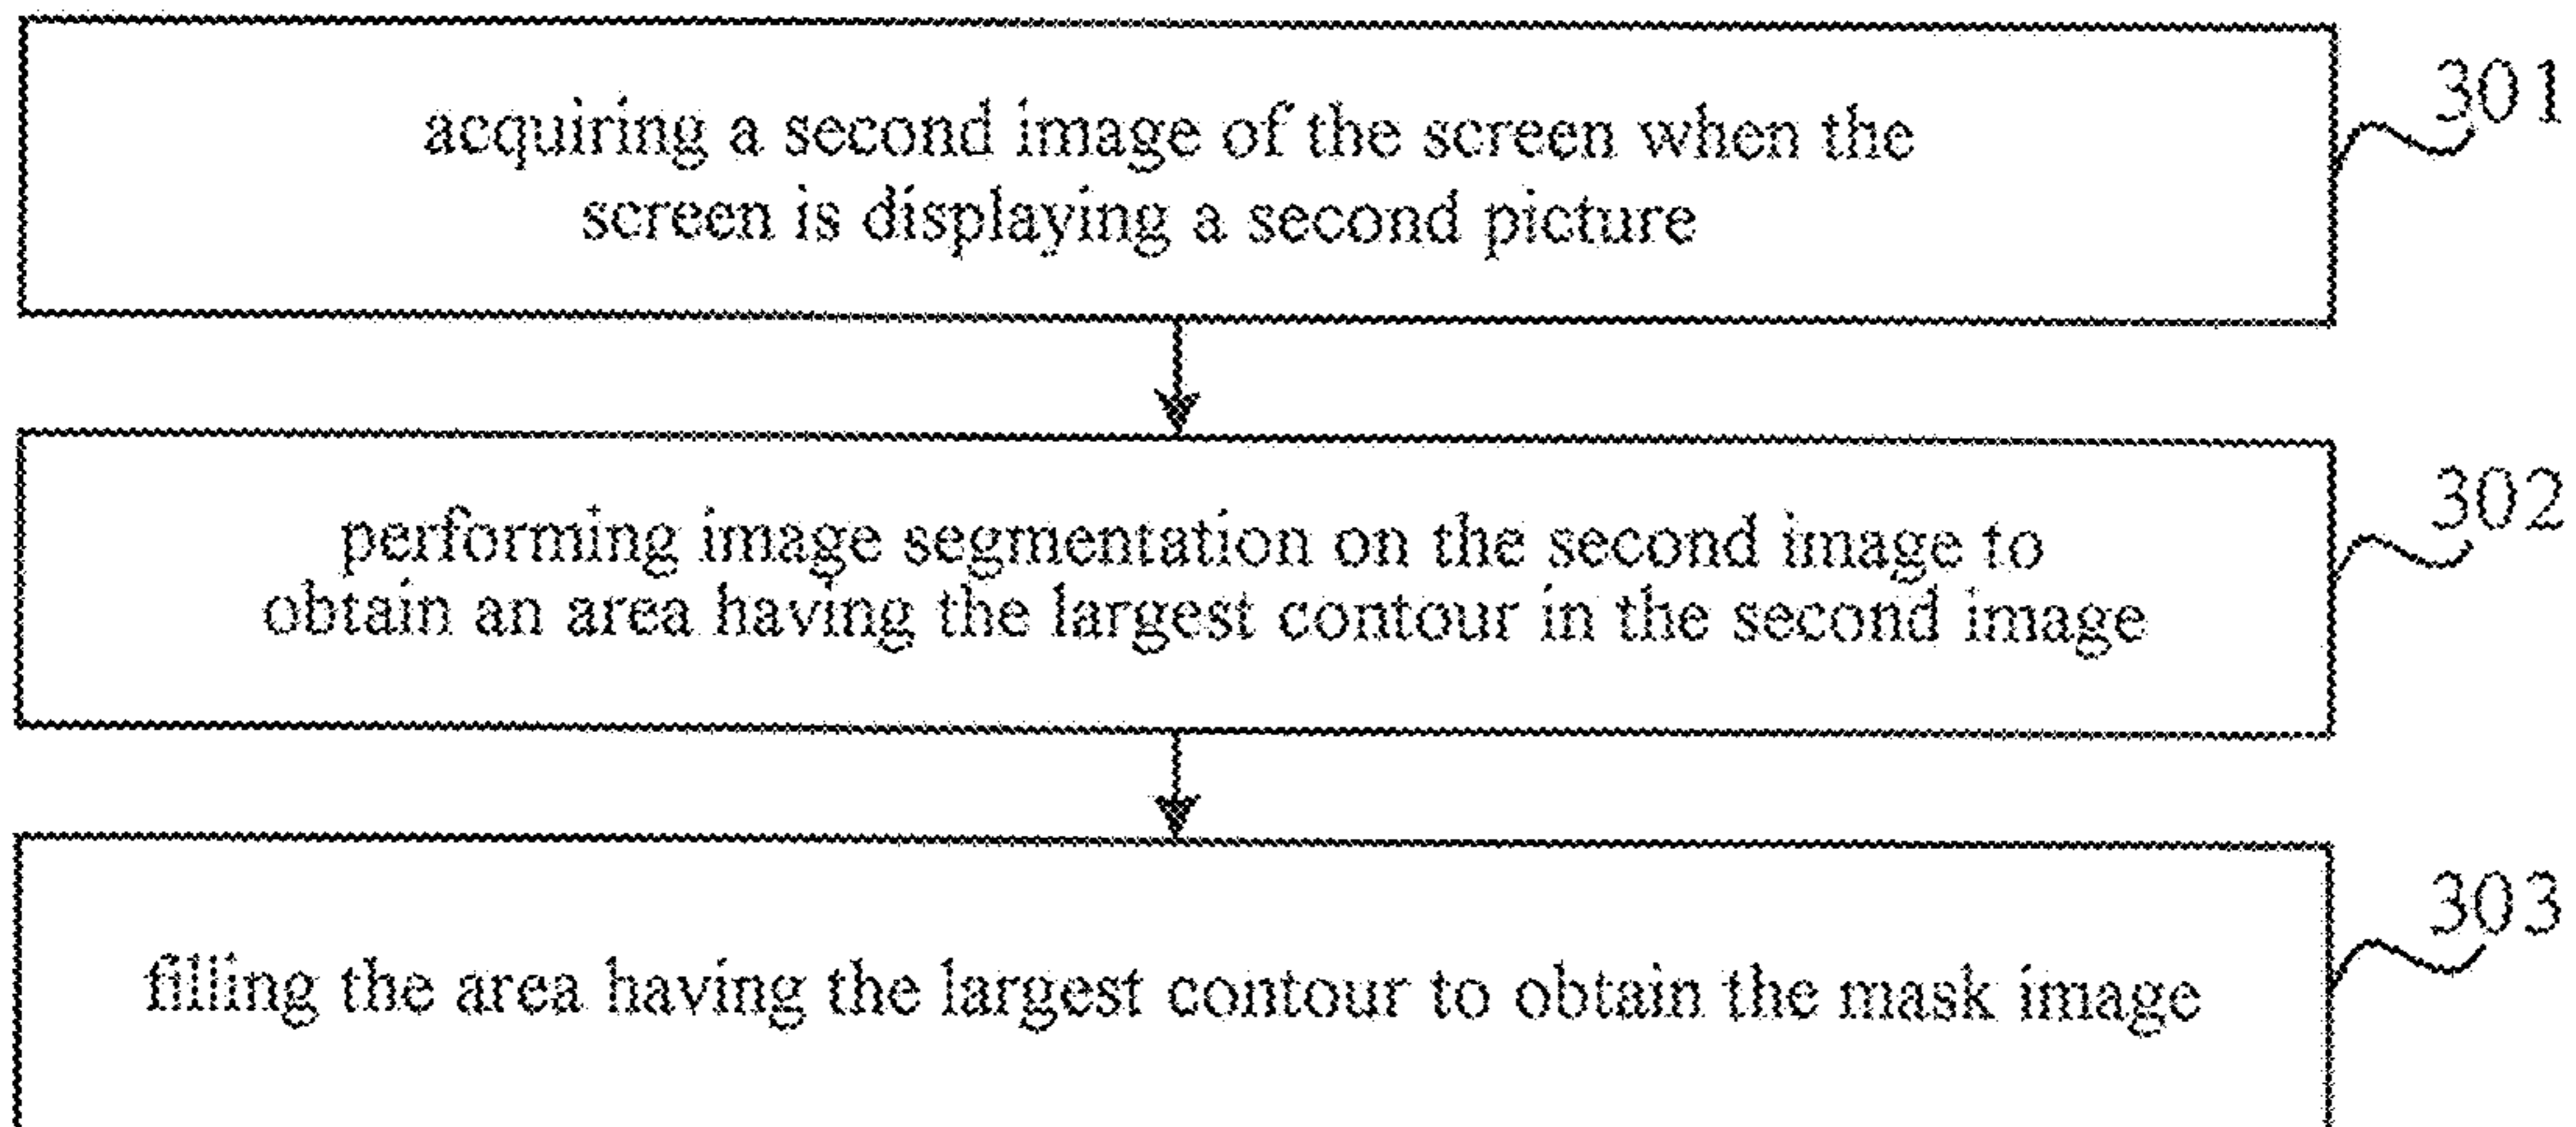 301
acquiring a second image of the screen when the
screen is displaying a second picture
302
performing image segmentation on the second image to
obtain an area having the largest contour in the second image
303
filling the area having the largest contour to obtain the mask image